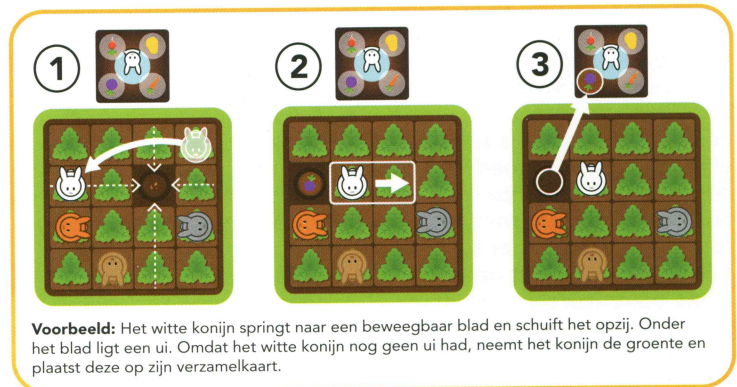 1
2
3
Voorbeeld: Het witte konijn springt naar een beweegbaar blad en schuift het opzij. Onder
het blad ligt een ui. Omdat het witte konijn nog geen ui had, neemt het konijn de groente en
plaatst deze op zijn verzamelkaart.